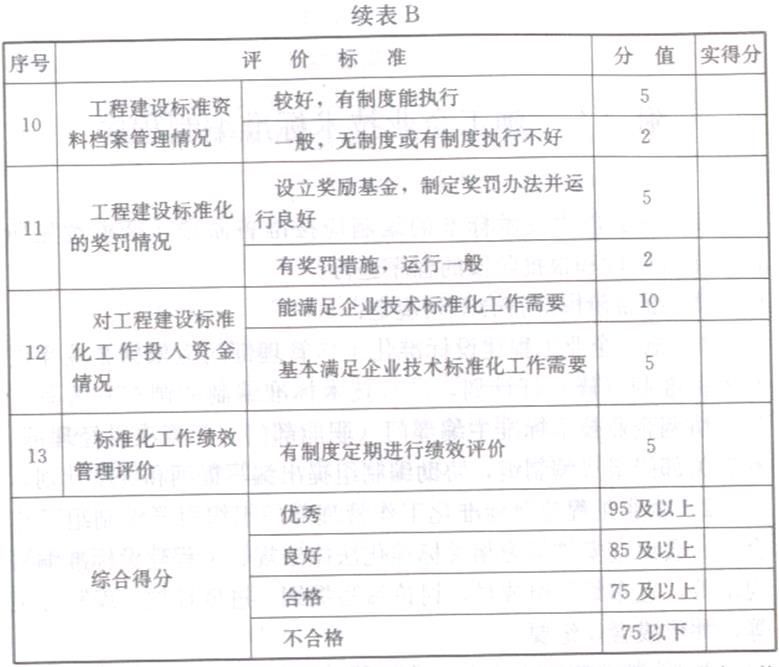 续表B
序号 评价标准 分值 实得分
10 工程建设标准资 较好，有制度能执行 5
料档案管理情况 一般，无制度或有制度执行不好 2
11 工程建设标准化 设立奖励基金，制定奖罚办法并运 5
的奖罚情况 行良好
有奖罚措施，运行一般 2
12 对工程建设标准 能满足企业技术标准化工作需要 10
化工作投入资金 基本满足企业技术标准化工作需要 5
情况
13 标准化工作绩效 有制度定期进行绩效评价 5
管理评价
综合得分 优秀 95及以上
良好 85及以上
合格 75及以上
不合格 75以下